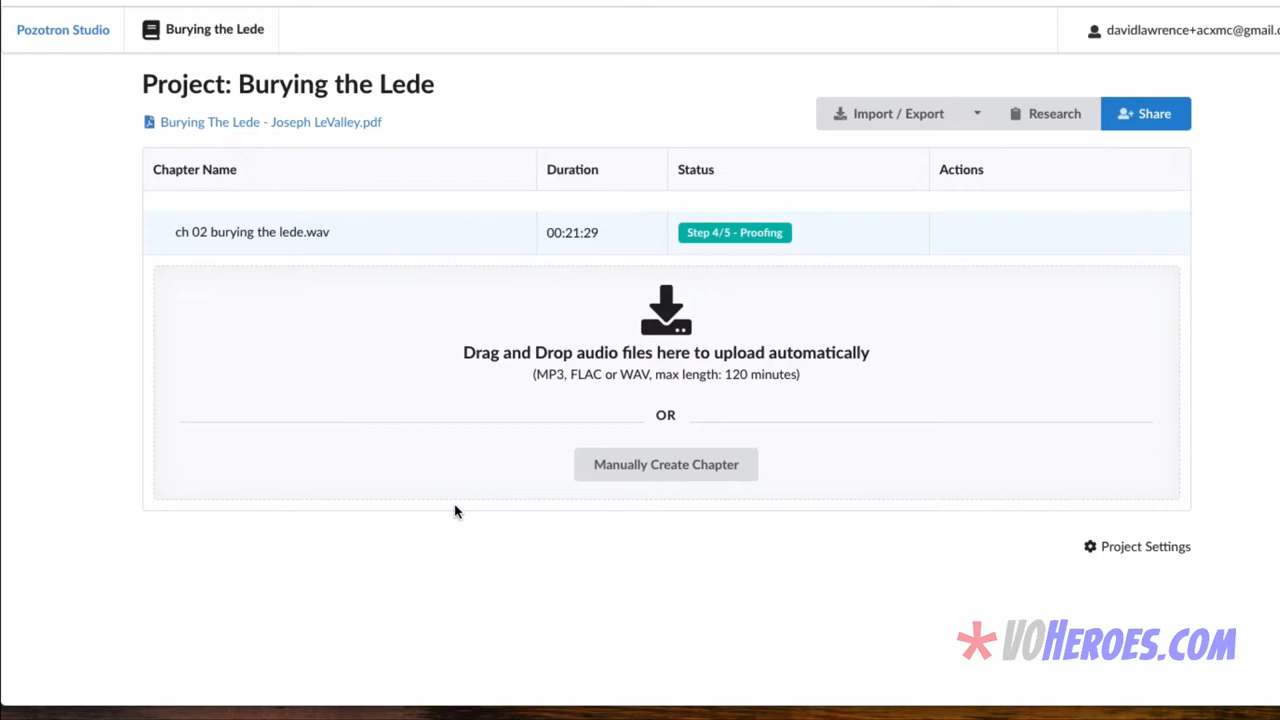 Pozotron Studio
Burying the Lede
davidlawrence+acxmc@gmail.c
Project: Burying the Lede
Burying The Lede - Joseph LeValley.pdf
Import / Export
Research
Share
Chapter Name
Duration
Status
Actions
ch 02 burying the lede.wav
00:21:29
Step 4/5 - Proofing
Drag and Drop audio files here to upload automatically
(MP3, FLAC or WAV, max length: 120 minutes)
OR
Manually Create Chapter
Project Settings
VOHEROES.COM